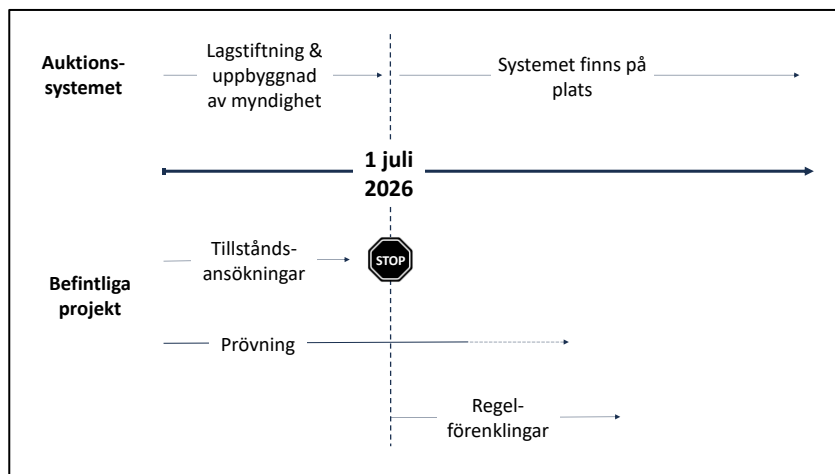 Auktions-
systemet
Lagstiftning &
uppbyggnad
av myndighet
Systemet finns på
plats
1 juli
2026
Befintliga
projekt
Tillstånds-
ansökningar
STOP
Prövning
Regel-
förenklingar